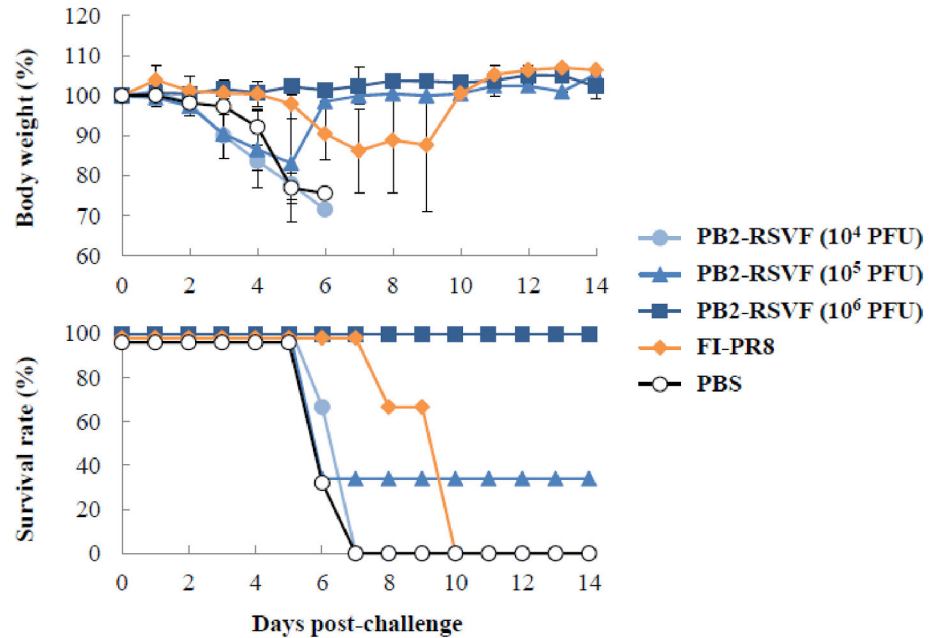 120
110
100
90
80
70
60
Body weight (%)
0 2 4 6 8 10 12 14
100
80
60
40
20
0
Survival rate (%)
0 2 4 6 8 10 12 14
Days post-challenge
PB2-RSVF (10⁴ PFU)
PB2-RSVF (10⁵ PFU)
PB2-RSVF (10⁶ PFU)
FI-PR8
PBS